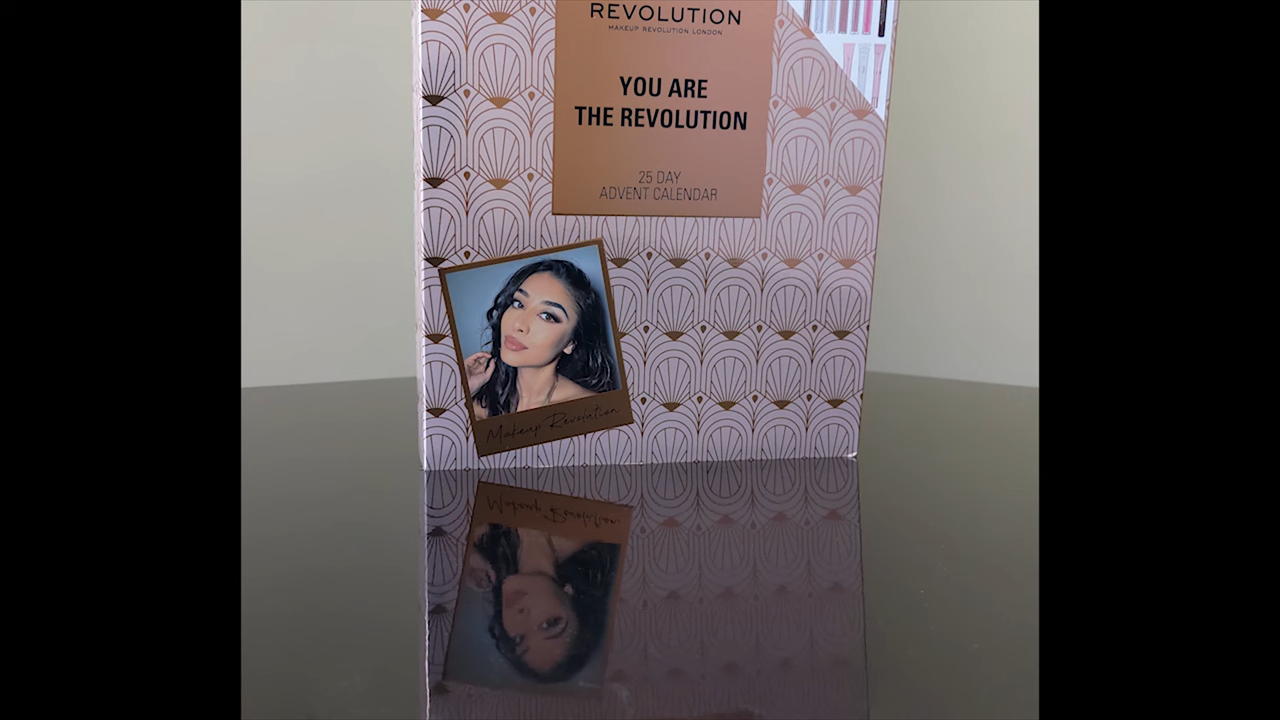 REVOLUTION
MAKEUP REVOLUTION LONDON
YOU ARE
THE REVOLUTION
25 DAY
ADVENT CALENDAR
Makeup Revolution